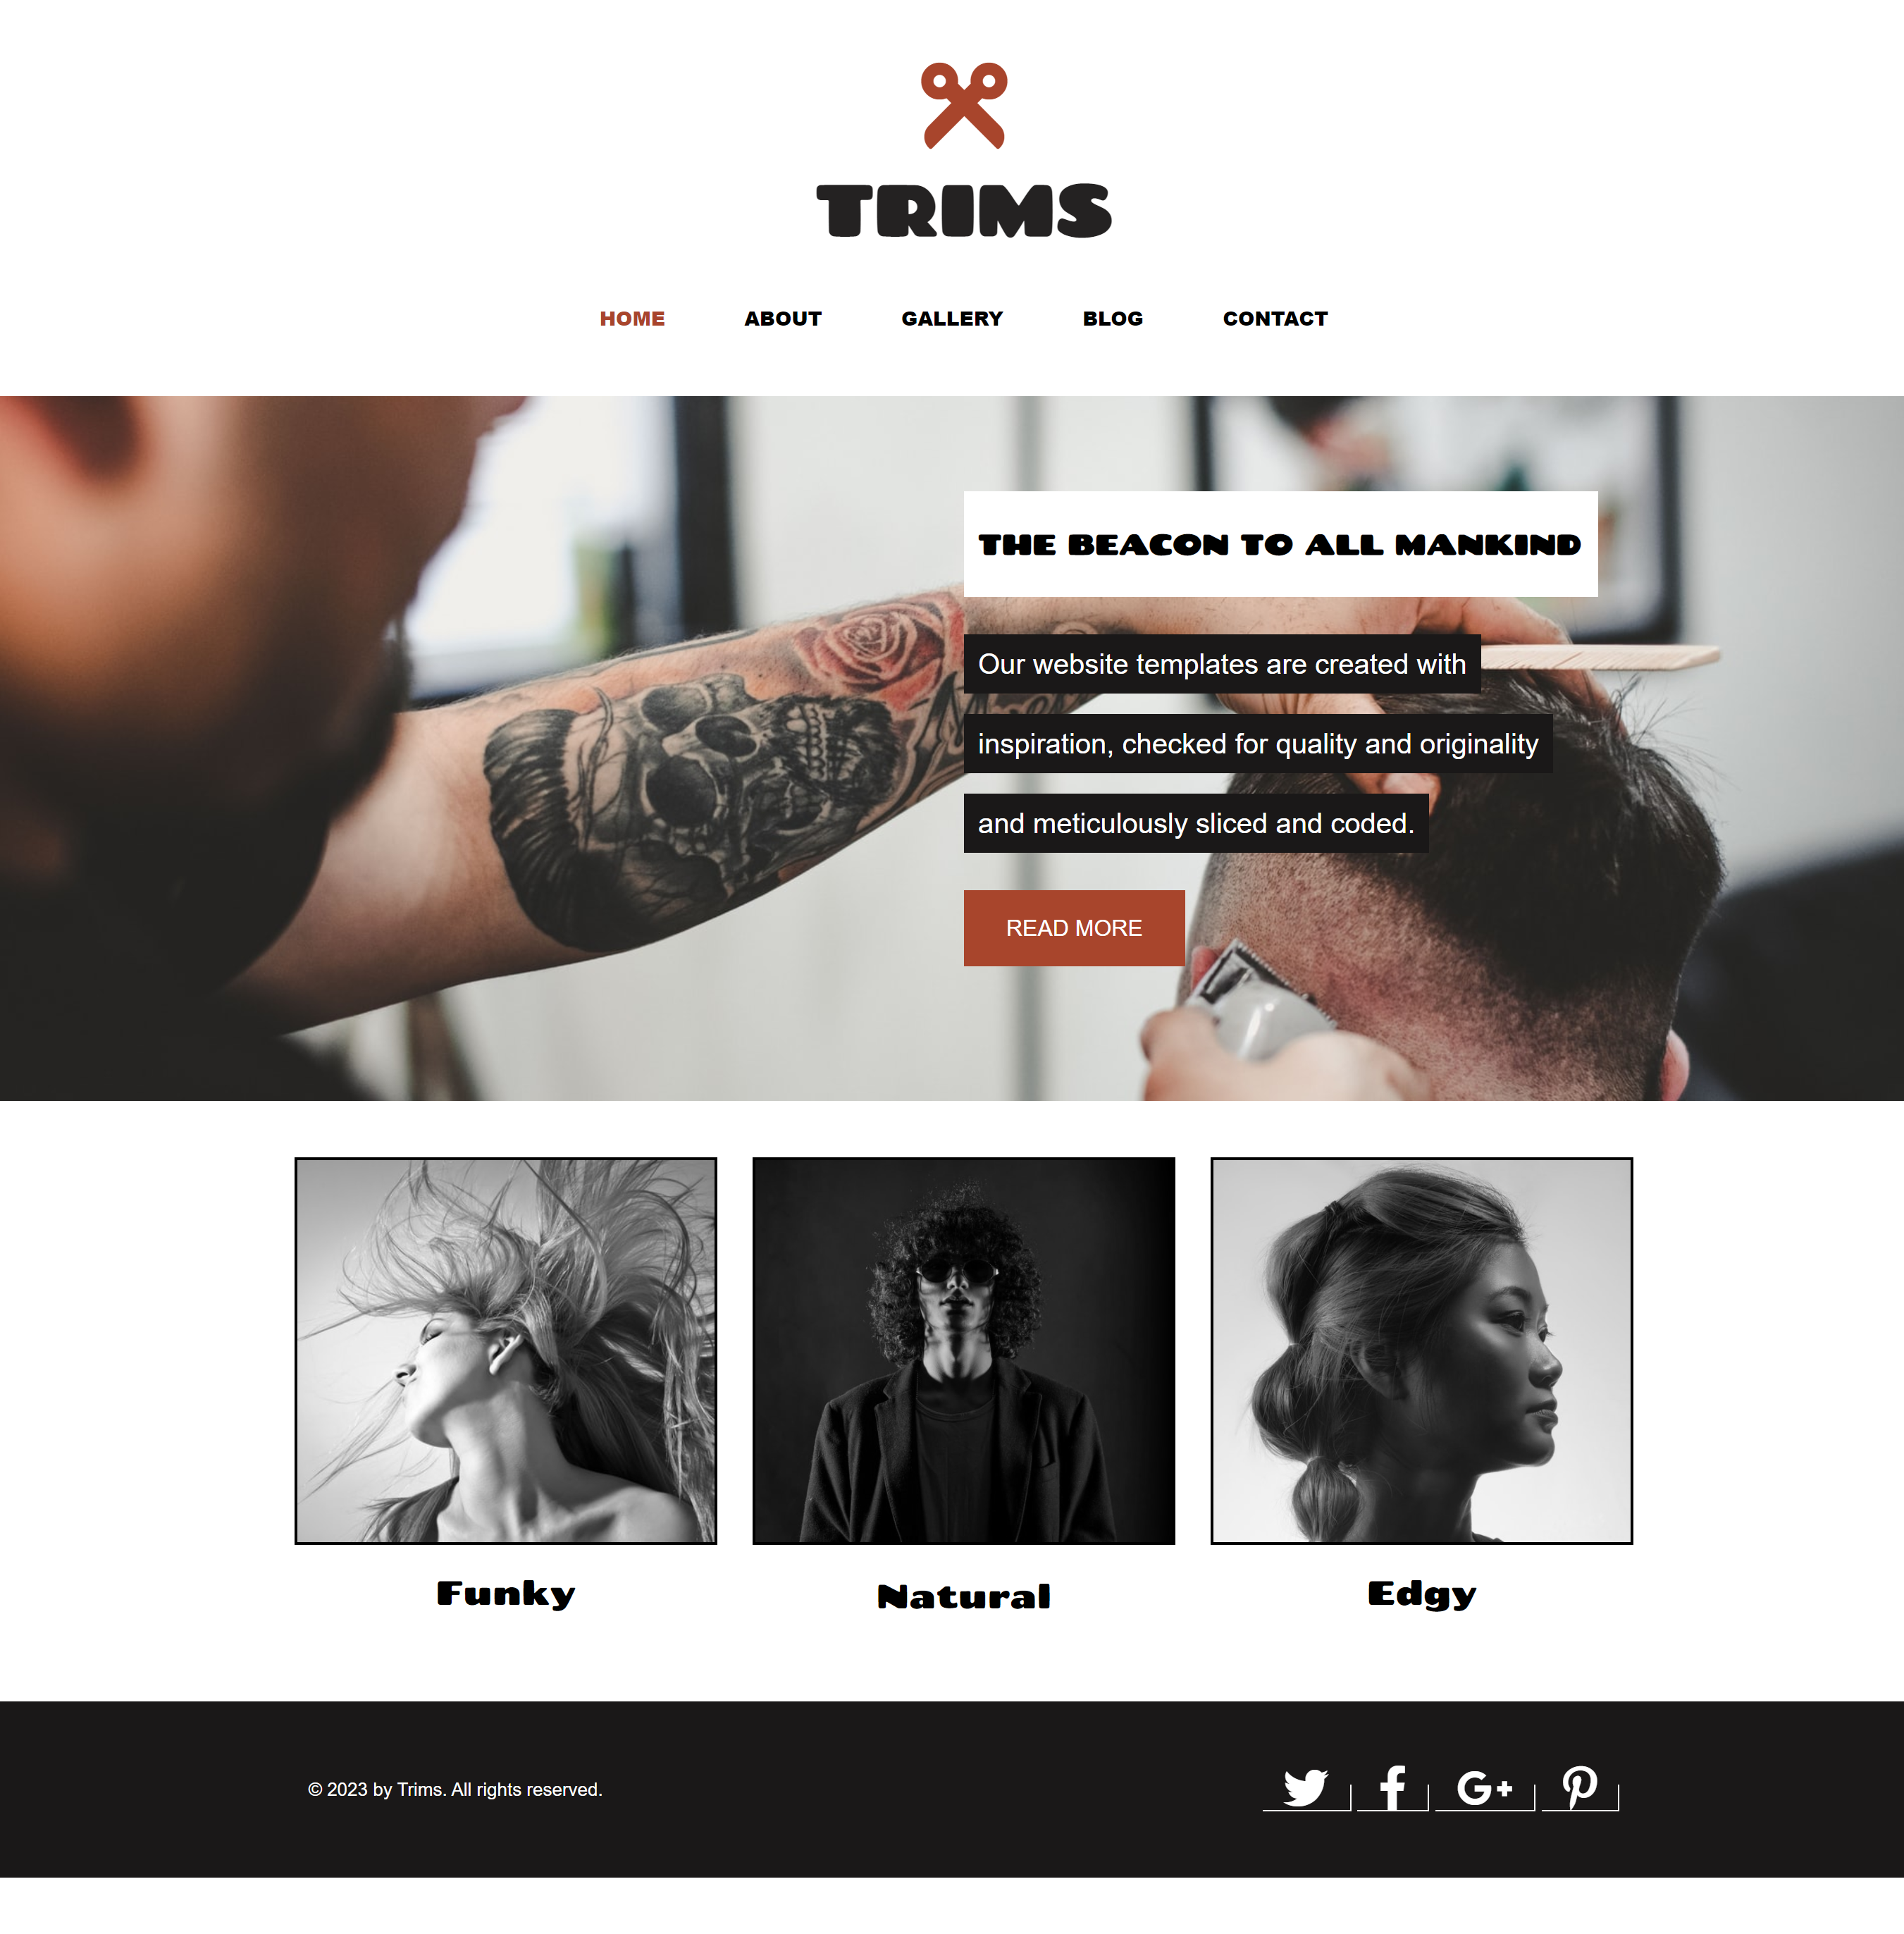 TRIMS
HOME ABOUT GALLERY BLOG CONTACT
THE BEACON TO ALL MANKIND
Our website templates are created with
inspiration, checked for quality and originality
and meticulously sliced and coded.
READ MORE
Funky Natural Edgy
© 2023 by Trims. All rights reserved.